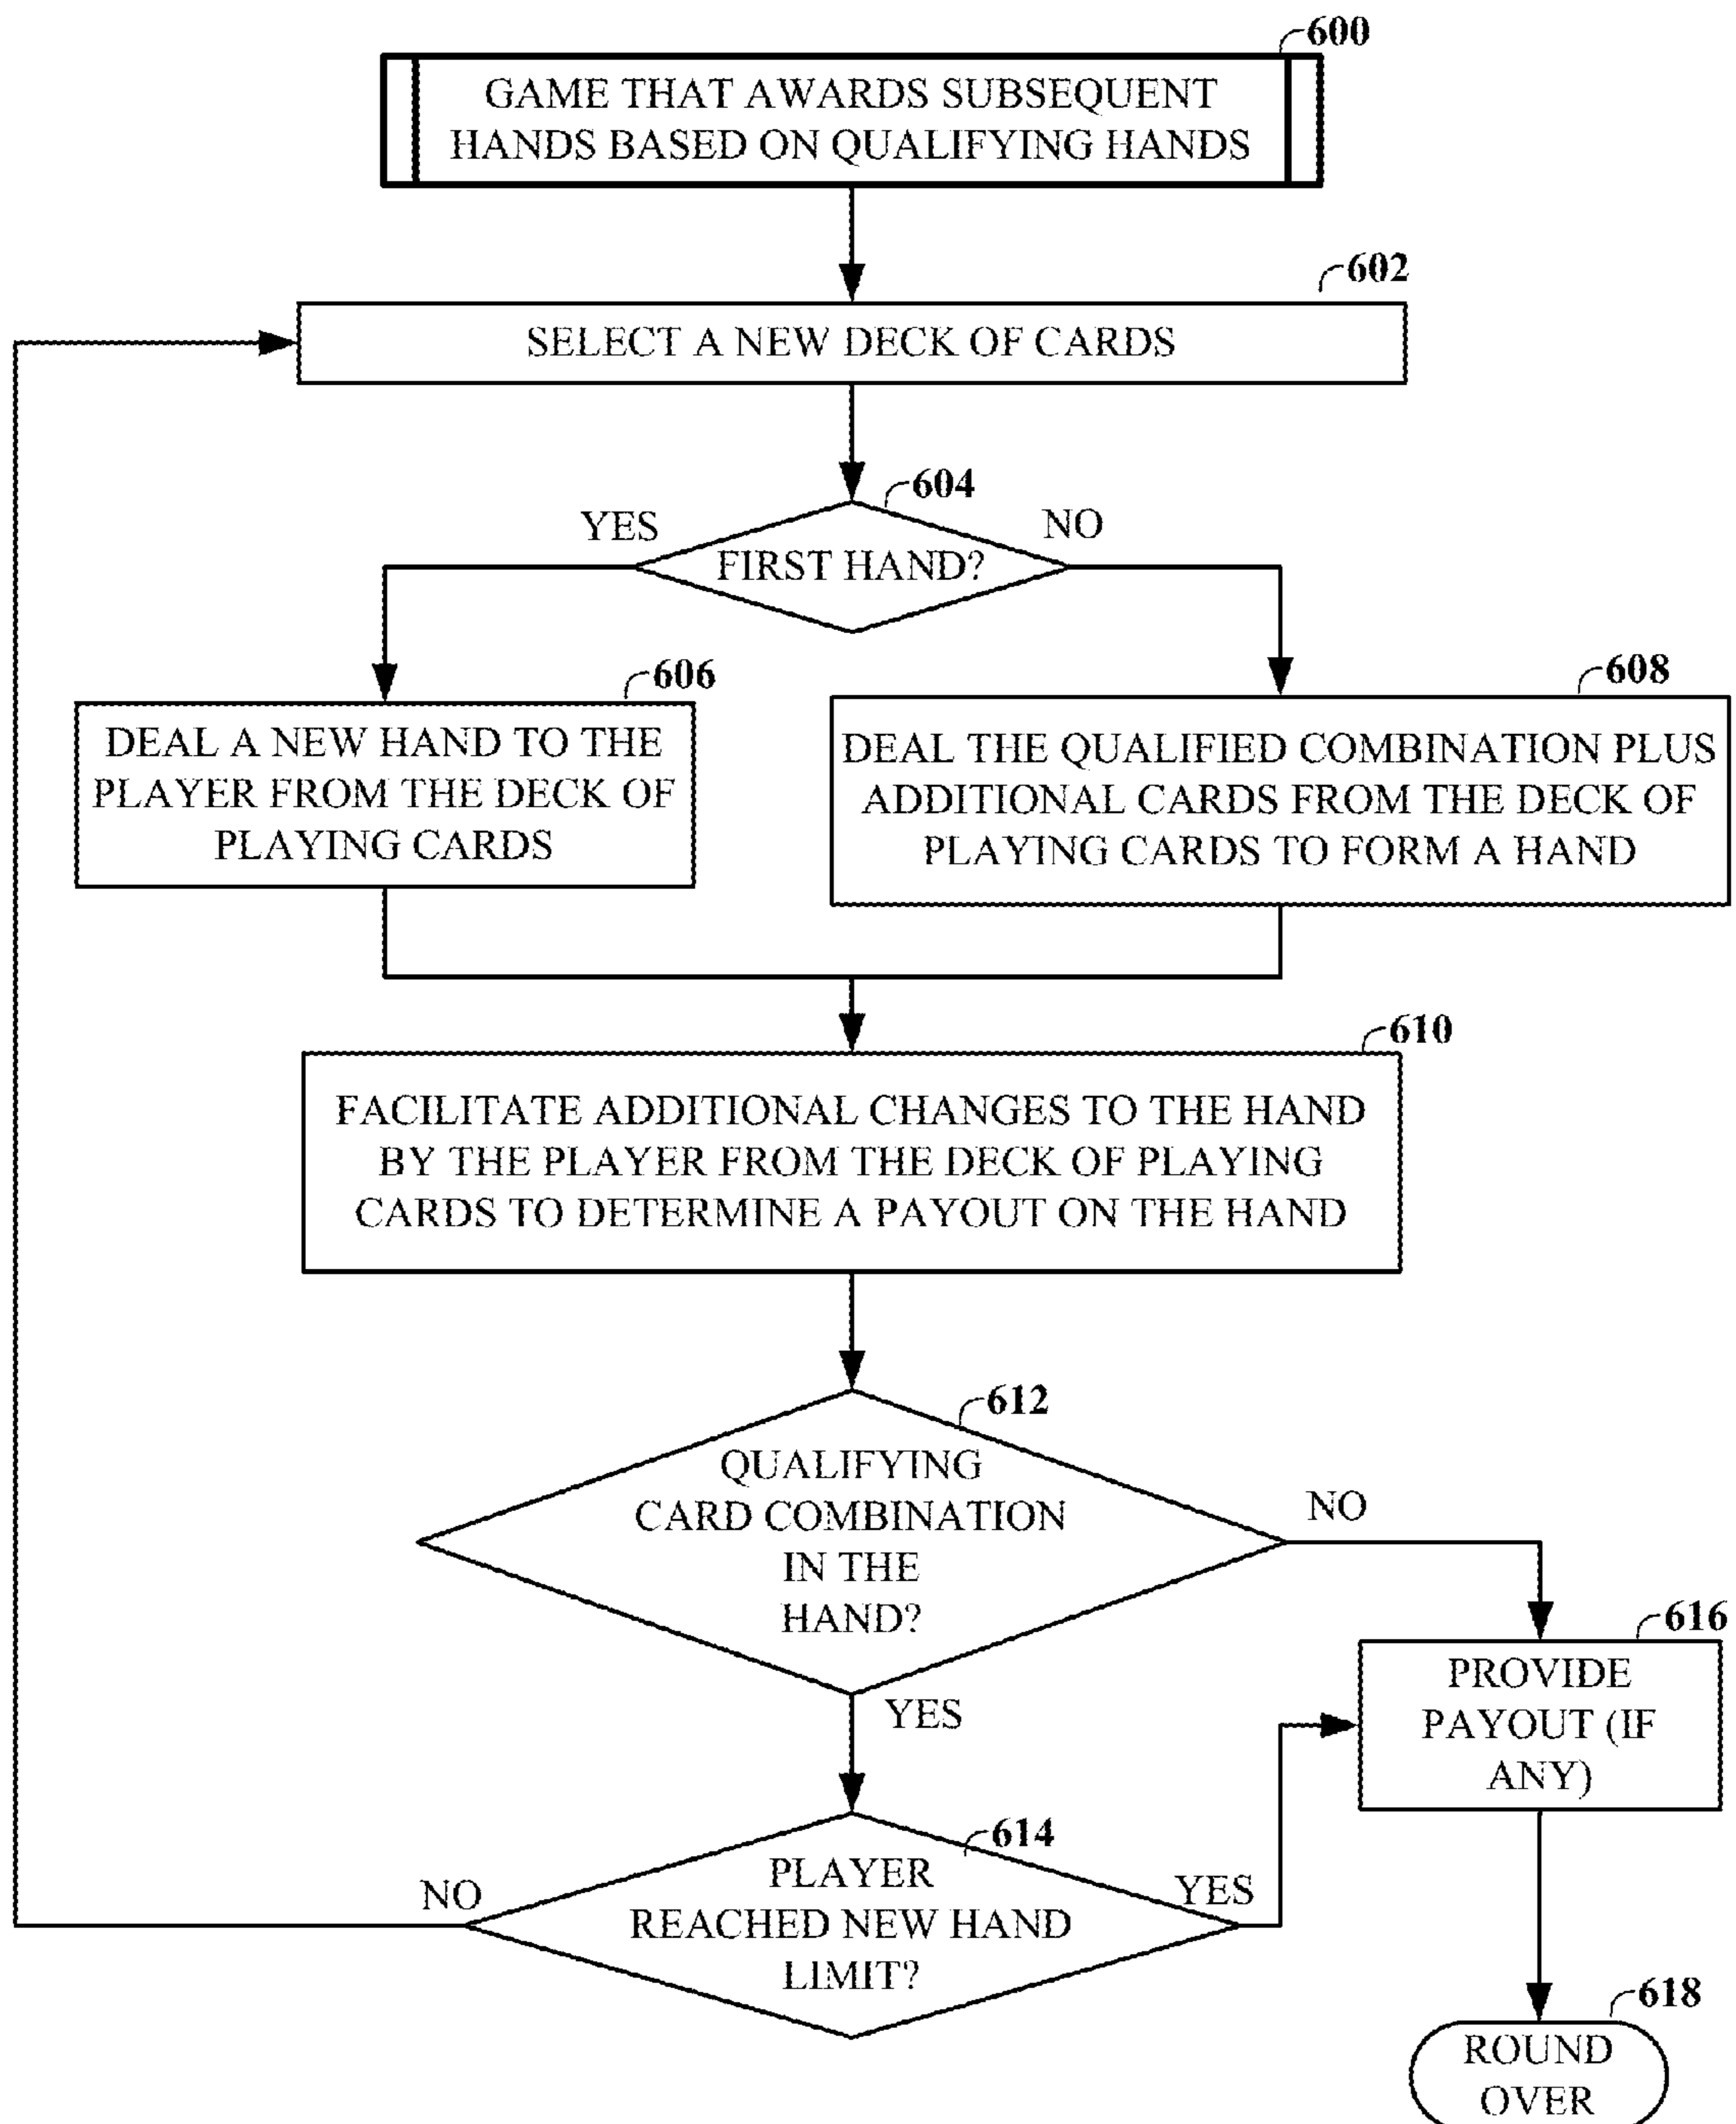 600
GAME THAT AWARDS SUBSEQUENT
HANDS BASED ON QUALIFYING HANDS
602
SELECT A NEW DECK OF CARDS
604
YES
NO
FIRST HAND?
606
608
DEAL A NEW HAND TO THE
PLAYER FROM THE DECK OF
PLAYING CARDS
DEAL THE QUALIFIED COMBINATION PLUS
ADDITIONAL CARDS FROM THE DECK OF
PLAYING CARDS TO FORM A HAND
610
FACILITATE ADDITIONAL CHANGES TO THE HAND
BY THE PLAYER FROM THE DECK OF PLAYING
CARDS TO DETERMINE A PAYOUT ON THE HAND
612
QUALIFYING
CARD COMBINATION
IN THE
HAND?
NO
YES
616
PROVIDE
PAYOUT (IF
ANY)
614
PLAYER
REACHED NEW HAND
LIMIT?
NO
YES
618
ROUND
OVER